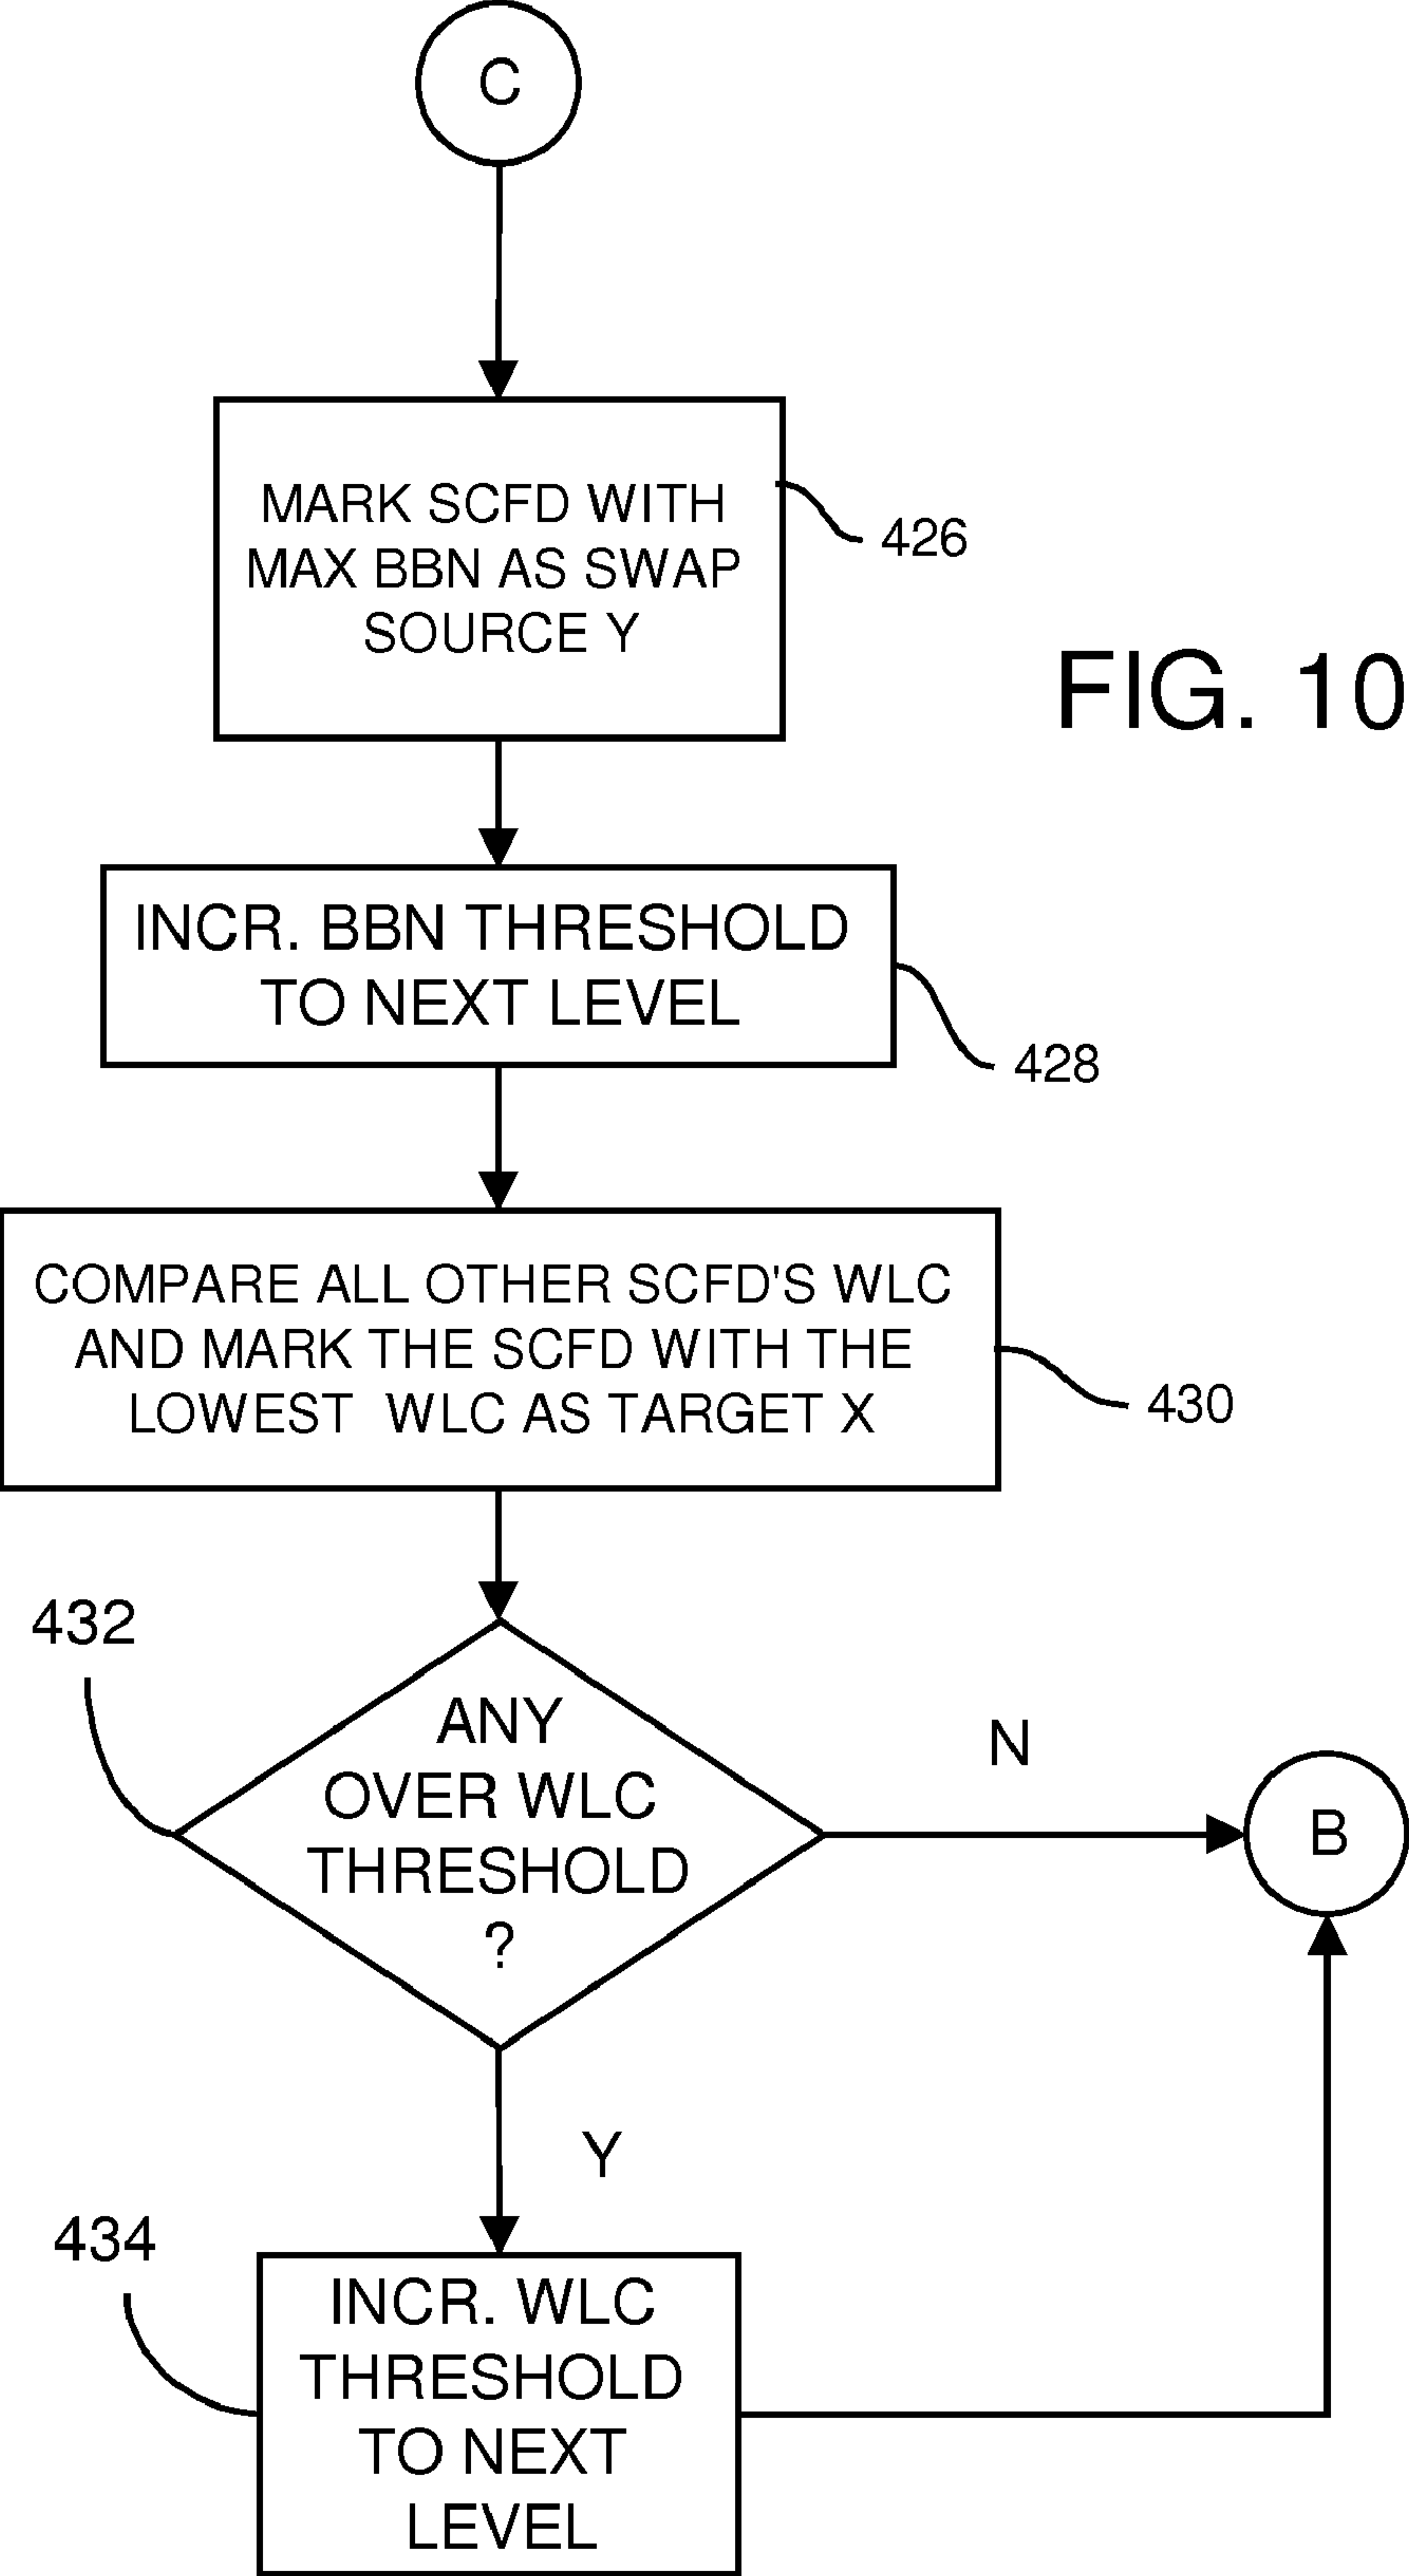 C
MARK SCFD WITH
MAX BBN AS SWAP
SOURCE Y
426
FIG. 10
INCR. BBN THRESHOLD
TO NEXT LEVEL
428
COMPARE ALL OTHER SCFD'S WLC
AND MARK THE SCFD WITH THE
LOWEST WLC AS TARGET X
430
432
ANY
OVER WLC
THRESHOLD
?
N
B
Y
434
INCR. WLC
THRESHOLD
TO NEXT
LEVEL